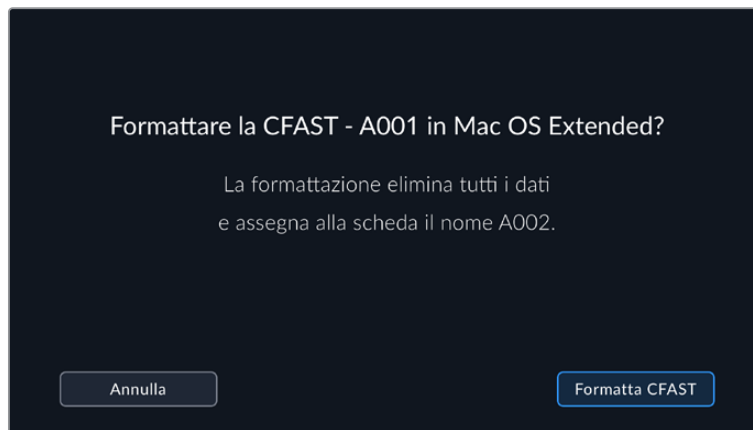 Formattare la CFAST - A001 in Mac OS Extended?
La formattazione elimina tutti i dati
e assegna alla scheda il nome A002.
Annulla
Formatta CFAST